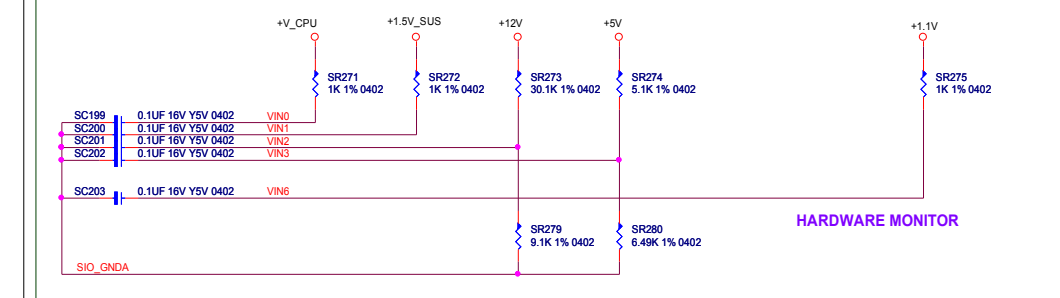 +V_CPU
+1.5V_SUS
+12V
+5V
+1.1V
SR271
1K 1% 0402
SR272
1K 1% 0402
SR273
30.1K 1% 0402
SR274
5.1K 1% 0402
SR275
1K 1% 0402
SC199 0.1UF 16V Y5V 0402 VIN0
SC200 0.1UF 16V Y5V 0402 VIN1
SC201 0.1UF 16V Y5V 0402 VIN2
SC202 0.1UF 16V Y5V 0402 VIN3
SC203 0.1UF 16V Y5V 0402 VIN6
HARDWARE MONITOR
SR279
9.1K 1% 0402
SR280
6.49K 1% 0402
SIO_GNDA